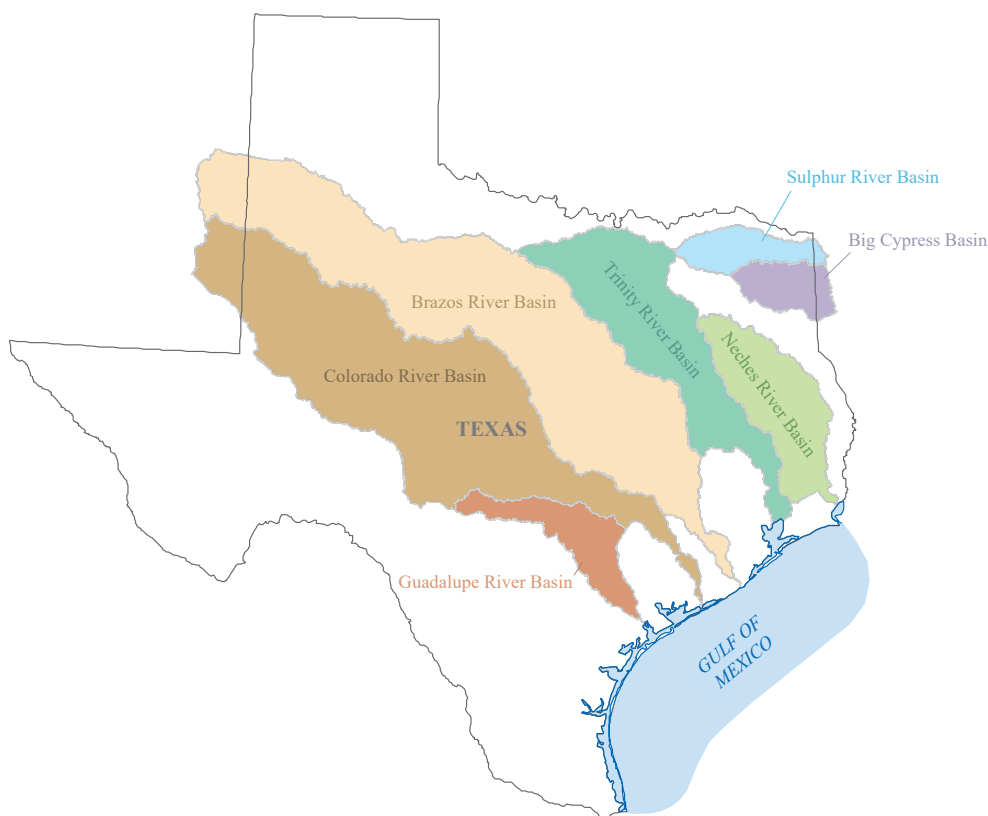 Sulphur River Basin
Big Cypress Basin
Trinity River Basin
Brazos River Basin
Neches River Basin
Colorado River Basin
TEXAS
Guadalupe River Basin
GULF OF
MEXICO